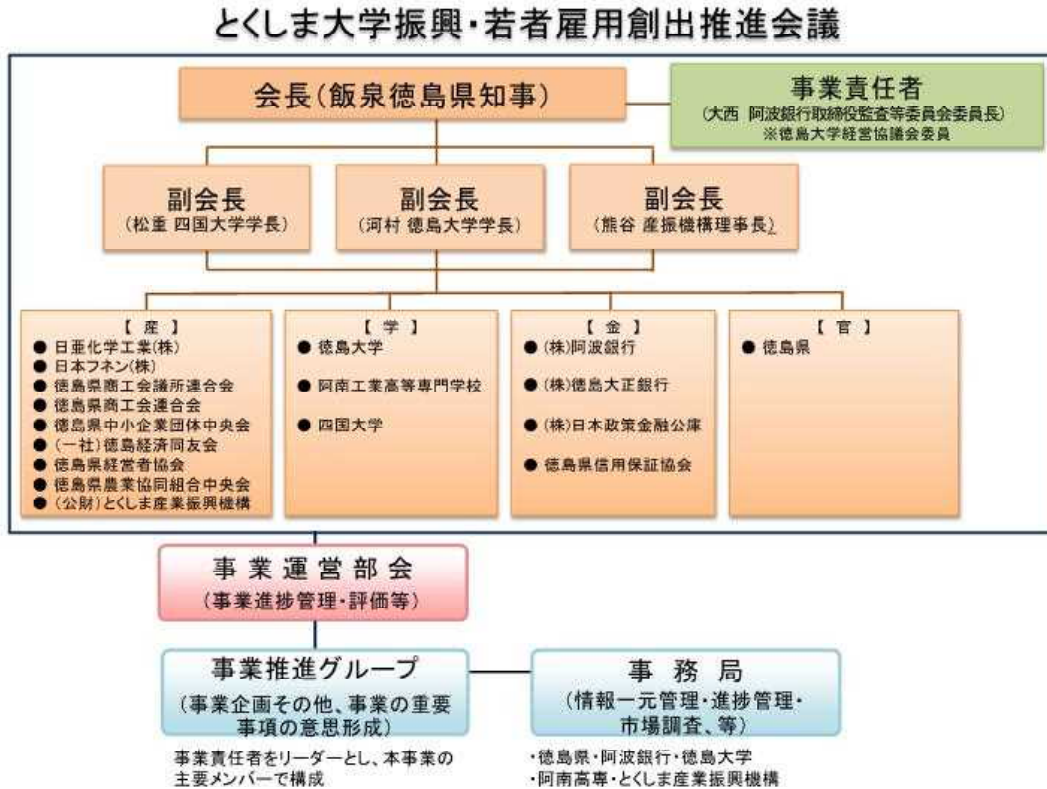 とくしま大学振興・若者雇用創出推進会議
会長(飯泉徳島県知事)
事業責任者
(大西 阿波銀行取締役監査等委員会委員長)
※徳島大学経営協議会委員
副会長
(松重 四国大学学長)
副会長
(河村 徳島大学学長)
副会長
(熊谷 産振機構理事長)
【 産 】
● 日亜化学工業(株)
● 日本フネン(株)
● 徳島県商工会議所連合会
● 徳島県商工会連合会
● 徳島県中小企業団体中央会
● (一社)徳島経済同友会
● 徳島県経営者協会
● 徳島県農業協同組合中央会
● (公財)とくしま産業振興機構
【 学 】
● 徳島大学
● 阿南工業高等専門学校
● 四国大学
【 金 】
● (株)阿波銀行
● (株)徳島大正銀行
● (株)日本政策金融公庫
● 徳島県信用保証協会
【 官 】
● 徳島県
事 業 運 営 部 会
(事業進捗管理・評価等)
事業推進グループ
(事業企画その他、事業の重要
事項の意思形成)
事業責任者をリーダーとし、本事業の
主要メンバーで構成
事 務 局
(情報一元管理・進捗管理・
市場調査、等)
・徳島県・阿波銀行・徳島大学
・阿南高専・とくしま産業振興機構